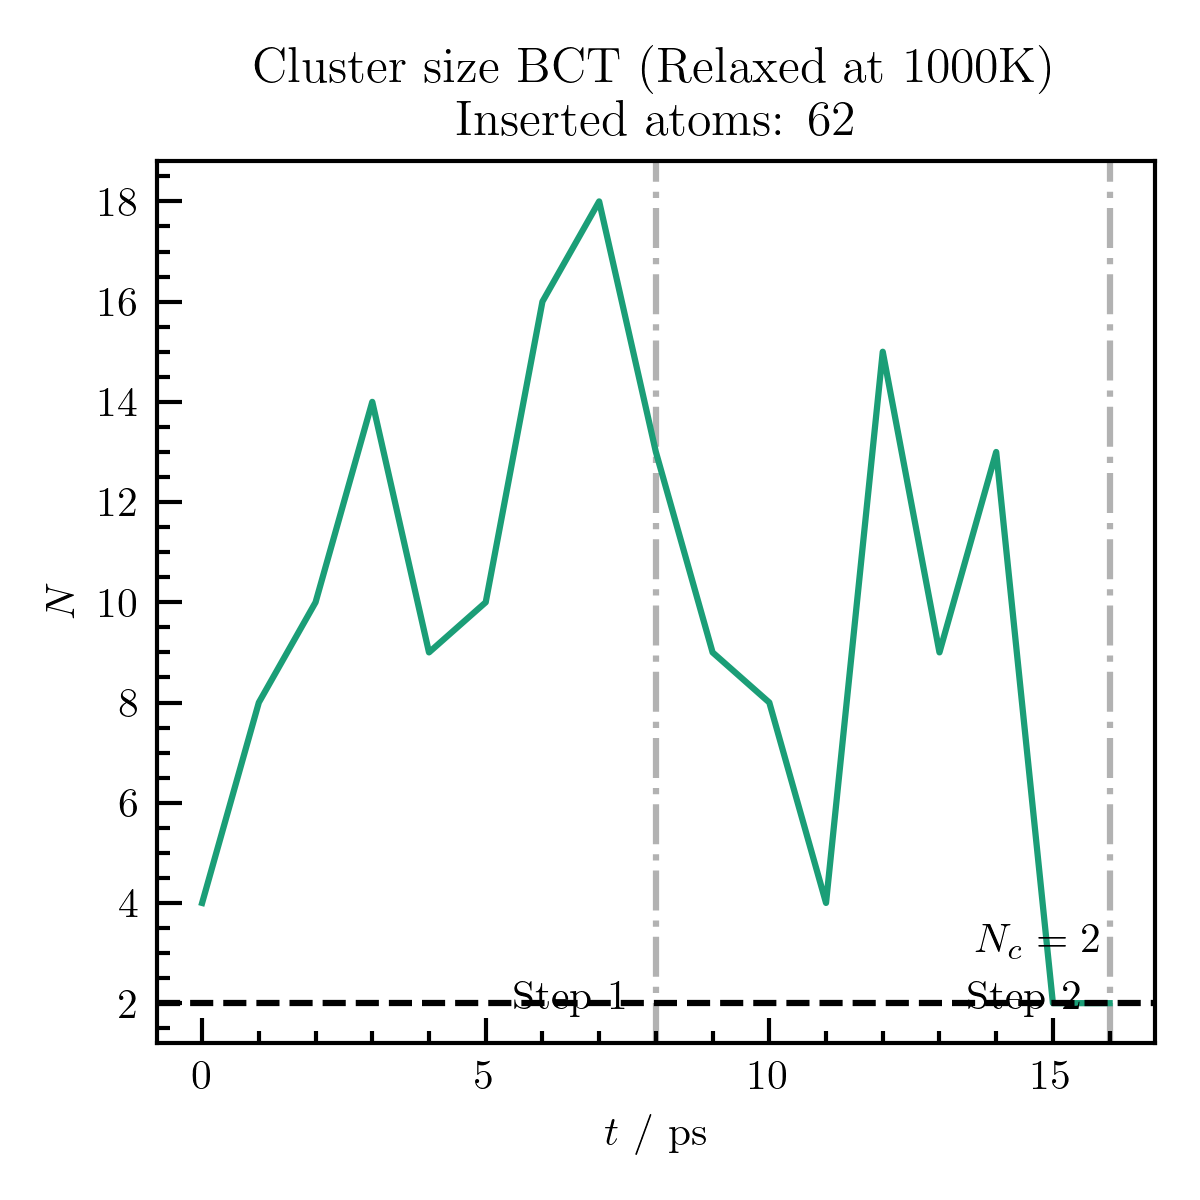 Cluster size BCT (Relaxed at 1000K)
Inserted atoms: 62
18
16
14
12
10
8
6
4
2
N
N_c = 2
Step 1
Step 2
0 5 10 15
t / ps